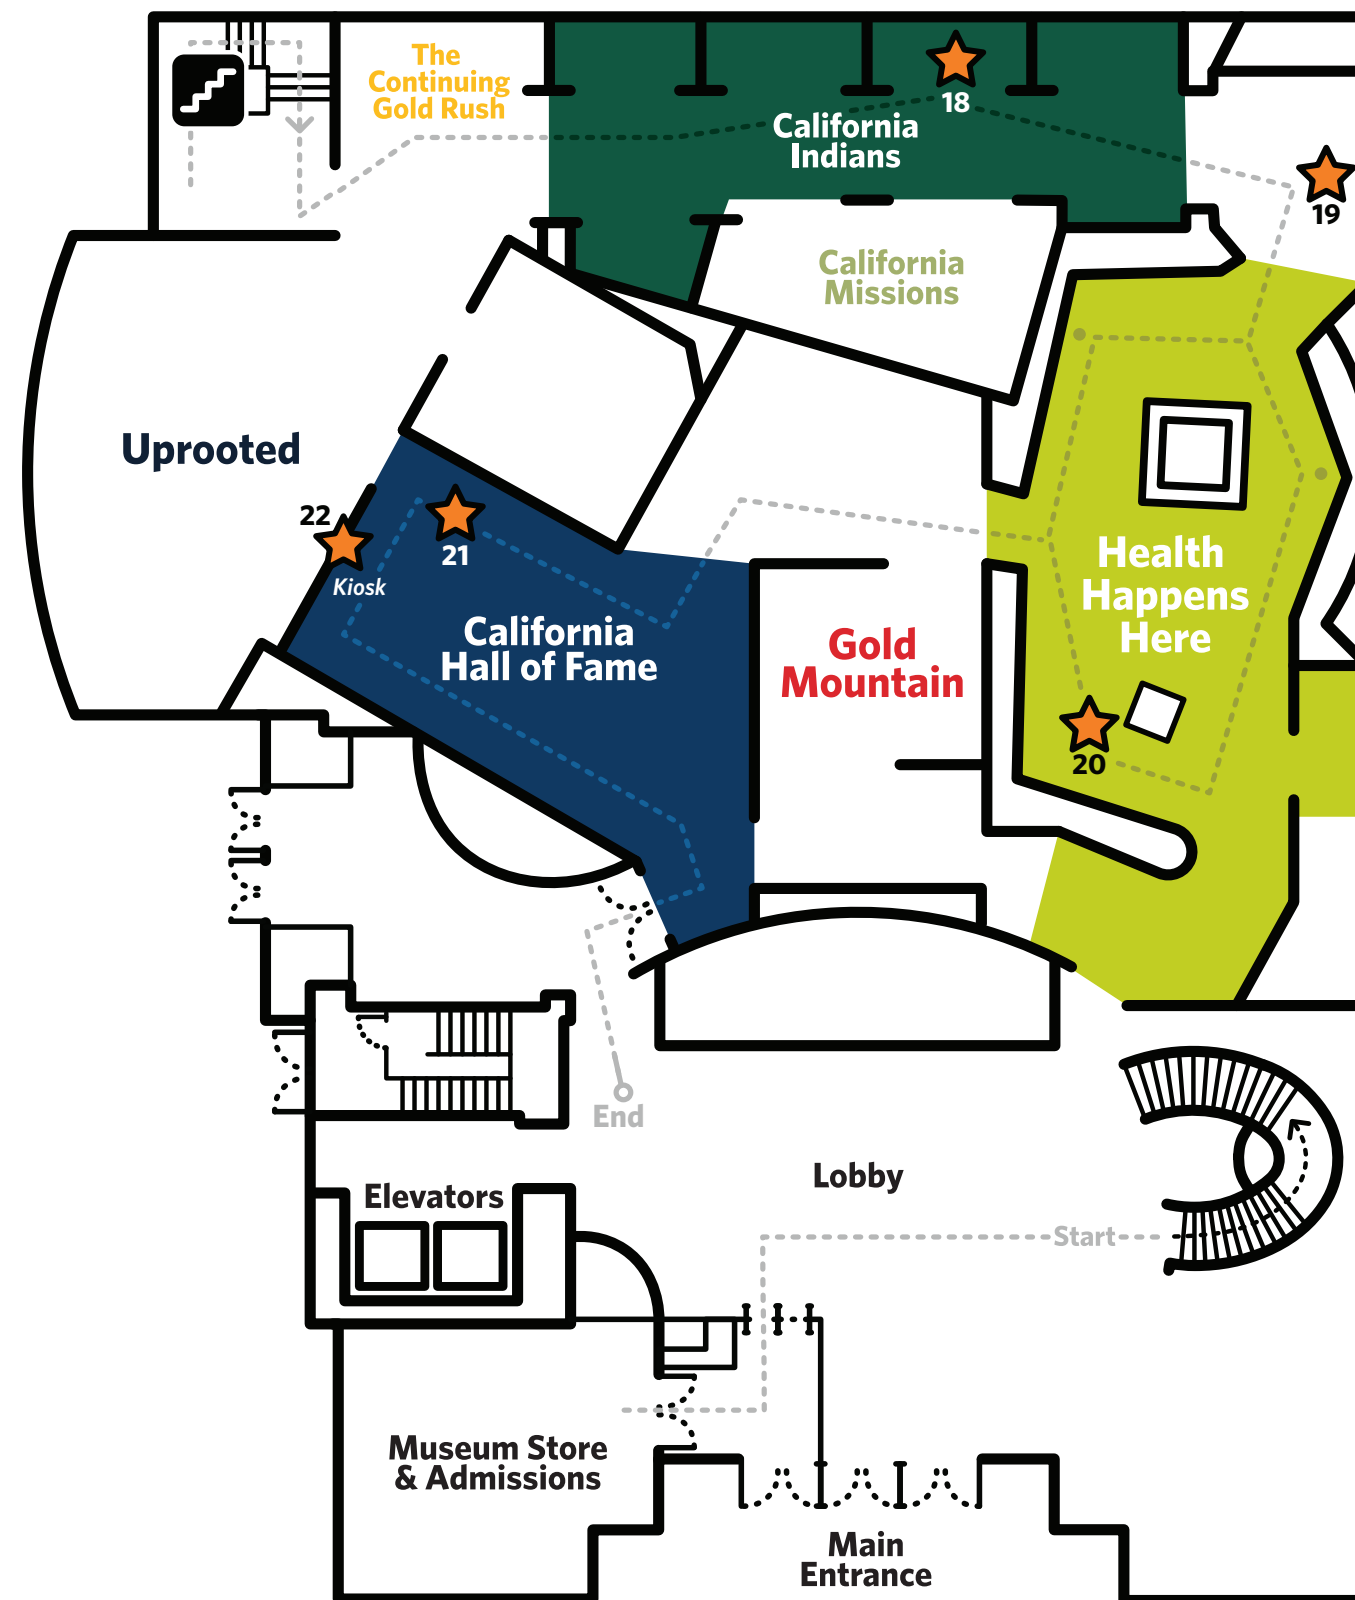 The
Continuing
Gold Rush
18
California
Indians
19
California
Missions
Uprooted
22
21
Kiosk
California
Hall of Fame
Gold
Mountain
Health
Happens
Here
20
End
Lobby
Elevators
Start
Museum Store
& Admissions
Main
Entrance